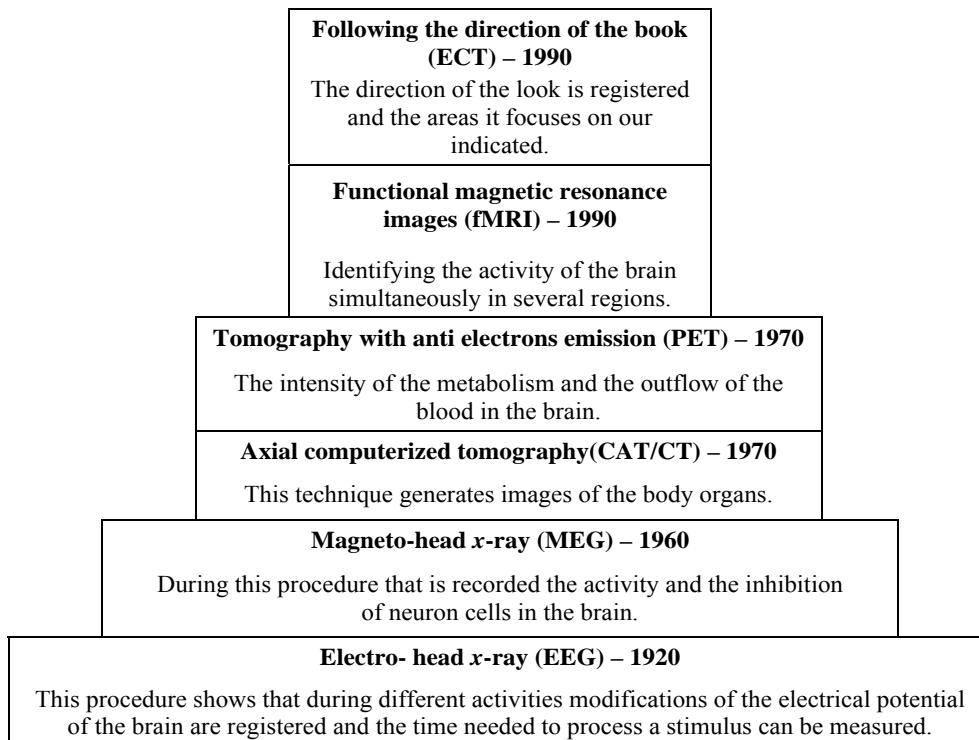 Following the direction of the book
(ECT) – 1990
The direction of the look is registered
and the areas it focuses on our
indicated.
Functional magnetic resonance
images (fMRI) – 1990
Identifying the activity of the brain
simultaneously in several regions.
Tomography with anti electrons emission (PET) – 1970
The intensity of the metabolism and the outflow of the
blood in the brain.
Axial computerized tomography(CAT/CT) – 1970
This technique generates images of the body organs.
Magneto-head x-ray (MEG) – 1960
During this procedure that is recorded the activity and the inhibition
of neuron cells in the brain.
Electro- head x-ray (EEG) – 1920
This procedure shows that during different activities modifications of the electrical potential
of the brain are registered and the time needed to process a stimulus can be measured.